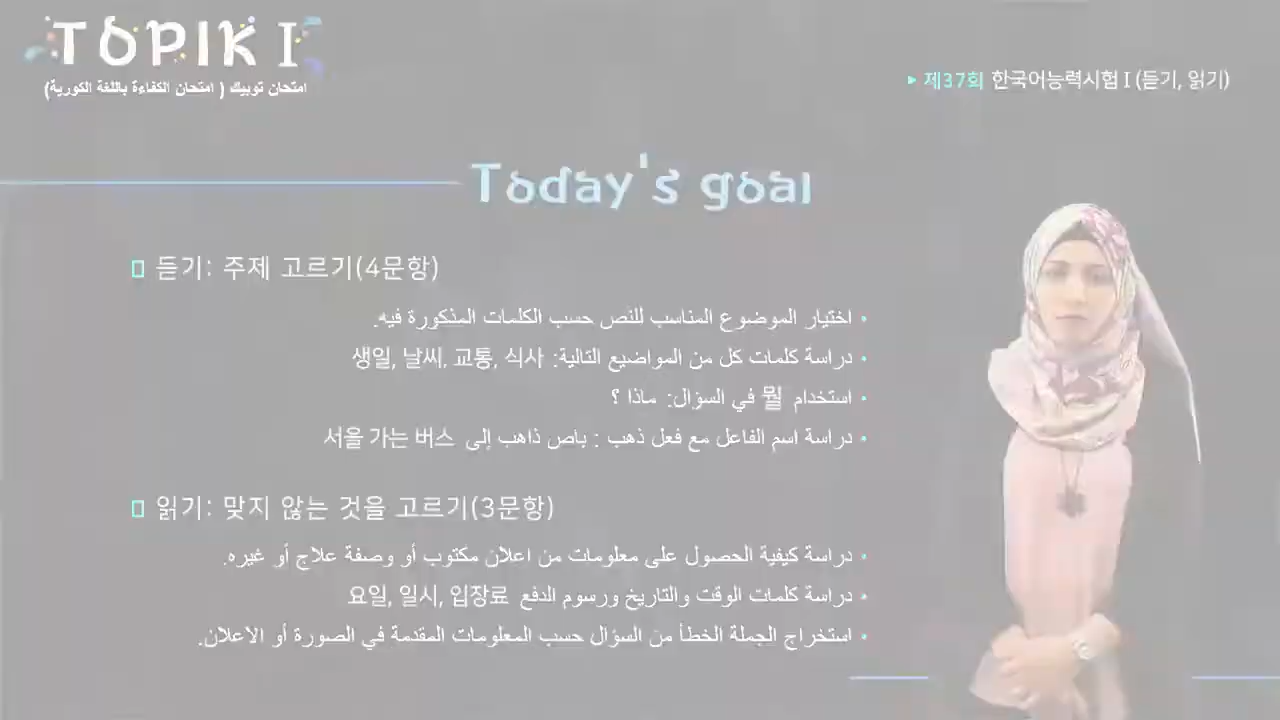 TOPIK I
امتحان توبيك ( امتحان الكفاءة باللغة الكورية)
▶ 제37회 한국어능력시험 I (듣기, 읽기)
Today's goal
듣기: 주제 고르기(4문항)
• اختيار الموضوع المناسب للنص حسب الكلمات المذكورة فيه.
• دراسة كلمات كل من المواضيع التالية: 생일, 날씨, 교통, 식사
• استخدام 뭘 في السؤال: ماذا ؟
• دراسة اسم الفاعل مع فعل ذهب : باص ذاهب إلى 서울 가는 버스
읽기: 맞지 않는 것을 고르기(3문항)
• دراسة كيفية الحصول على معلومات من اعلان مكتوب أو وصفة علاج أو غيره.
• دراسة كلمات الوقت والتاريخ ورسوم الدفع 요일, 일시, 입장료
• استخراج الجملة الخطأ من السؤال حسب المعلومات المقدمة في الصورة أو الاعلان.